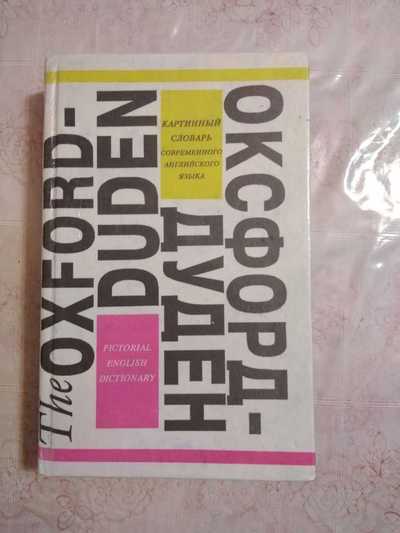 The OXFORD-
DUDEN
PICTORIAL
ENGLISH
DICTIONARY
КАРТИННЫЙ
СЛОВАРЬ
СОВРЕМЕННОГО
АНГЛИЙСКОГО
ЯЗЫКА
ОКСФОРД-
ДУДЕН